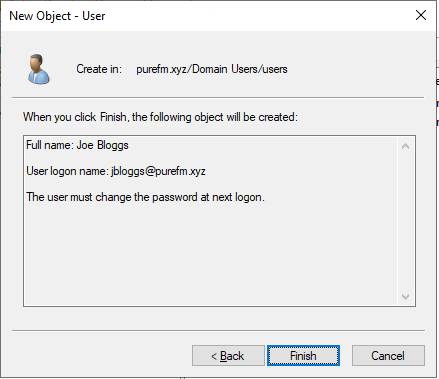 New Object - User
Create in: purefm.xyz/Domain Users/users
When you click Finish, the following object will be created:
Full name: Joe Bloggs
User logon name: jbloggs@purefm.xyz
The user must change the password at next logon.
< Back Finish Cancel